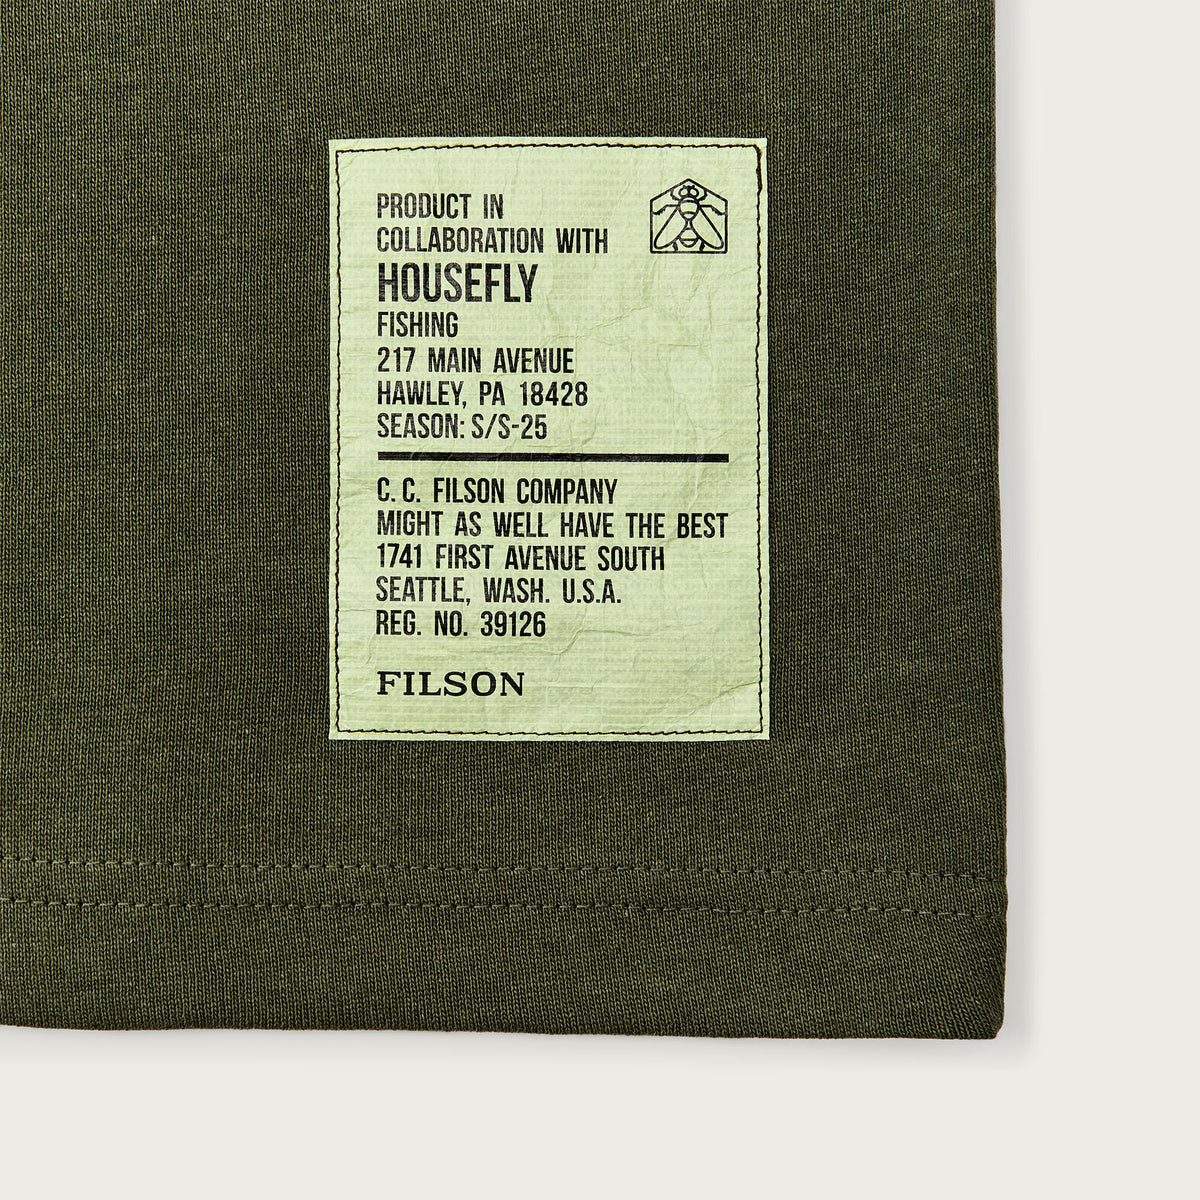 PRODUCT IN
COLLABORATION WITH
HOUSEFLY
FISHING
217 MAIN AVENUE
HAWLEY, PA 18428
SEASON: S/S-25
C. C. FILSON COMPANY
MIGHT AS WELL HAVE THE BEST
1741 FIRST AVENUE SOUTH
SEATTLE, WASH. U.S.A.
REG. NO. 39126
FILSON